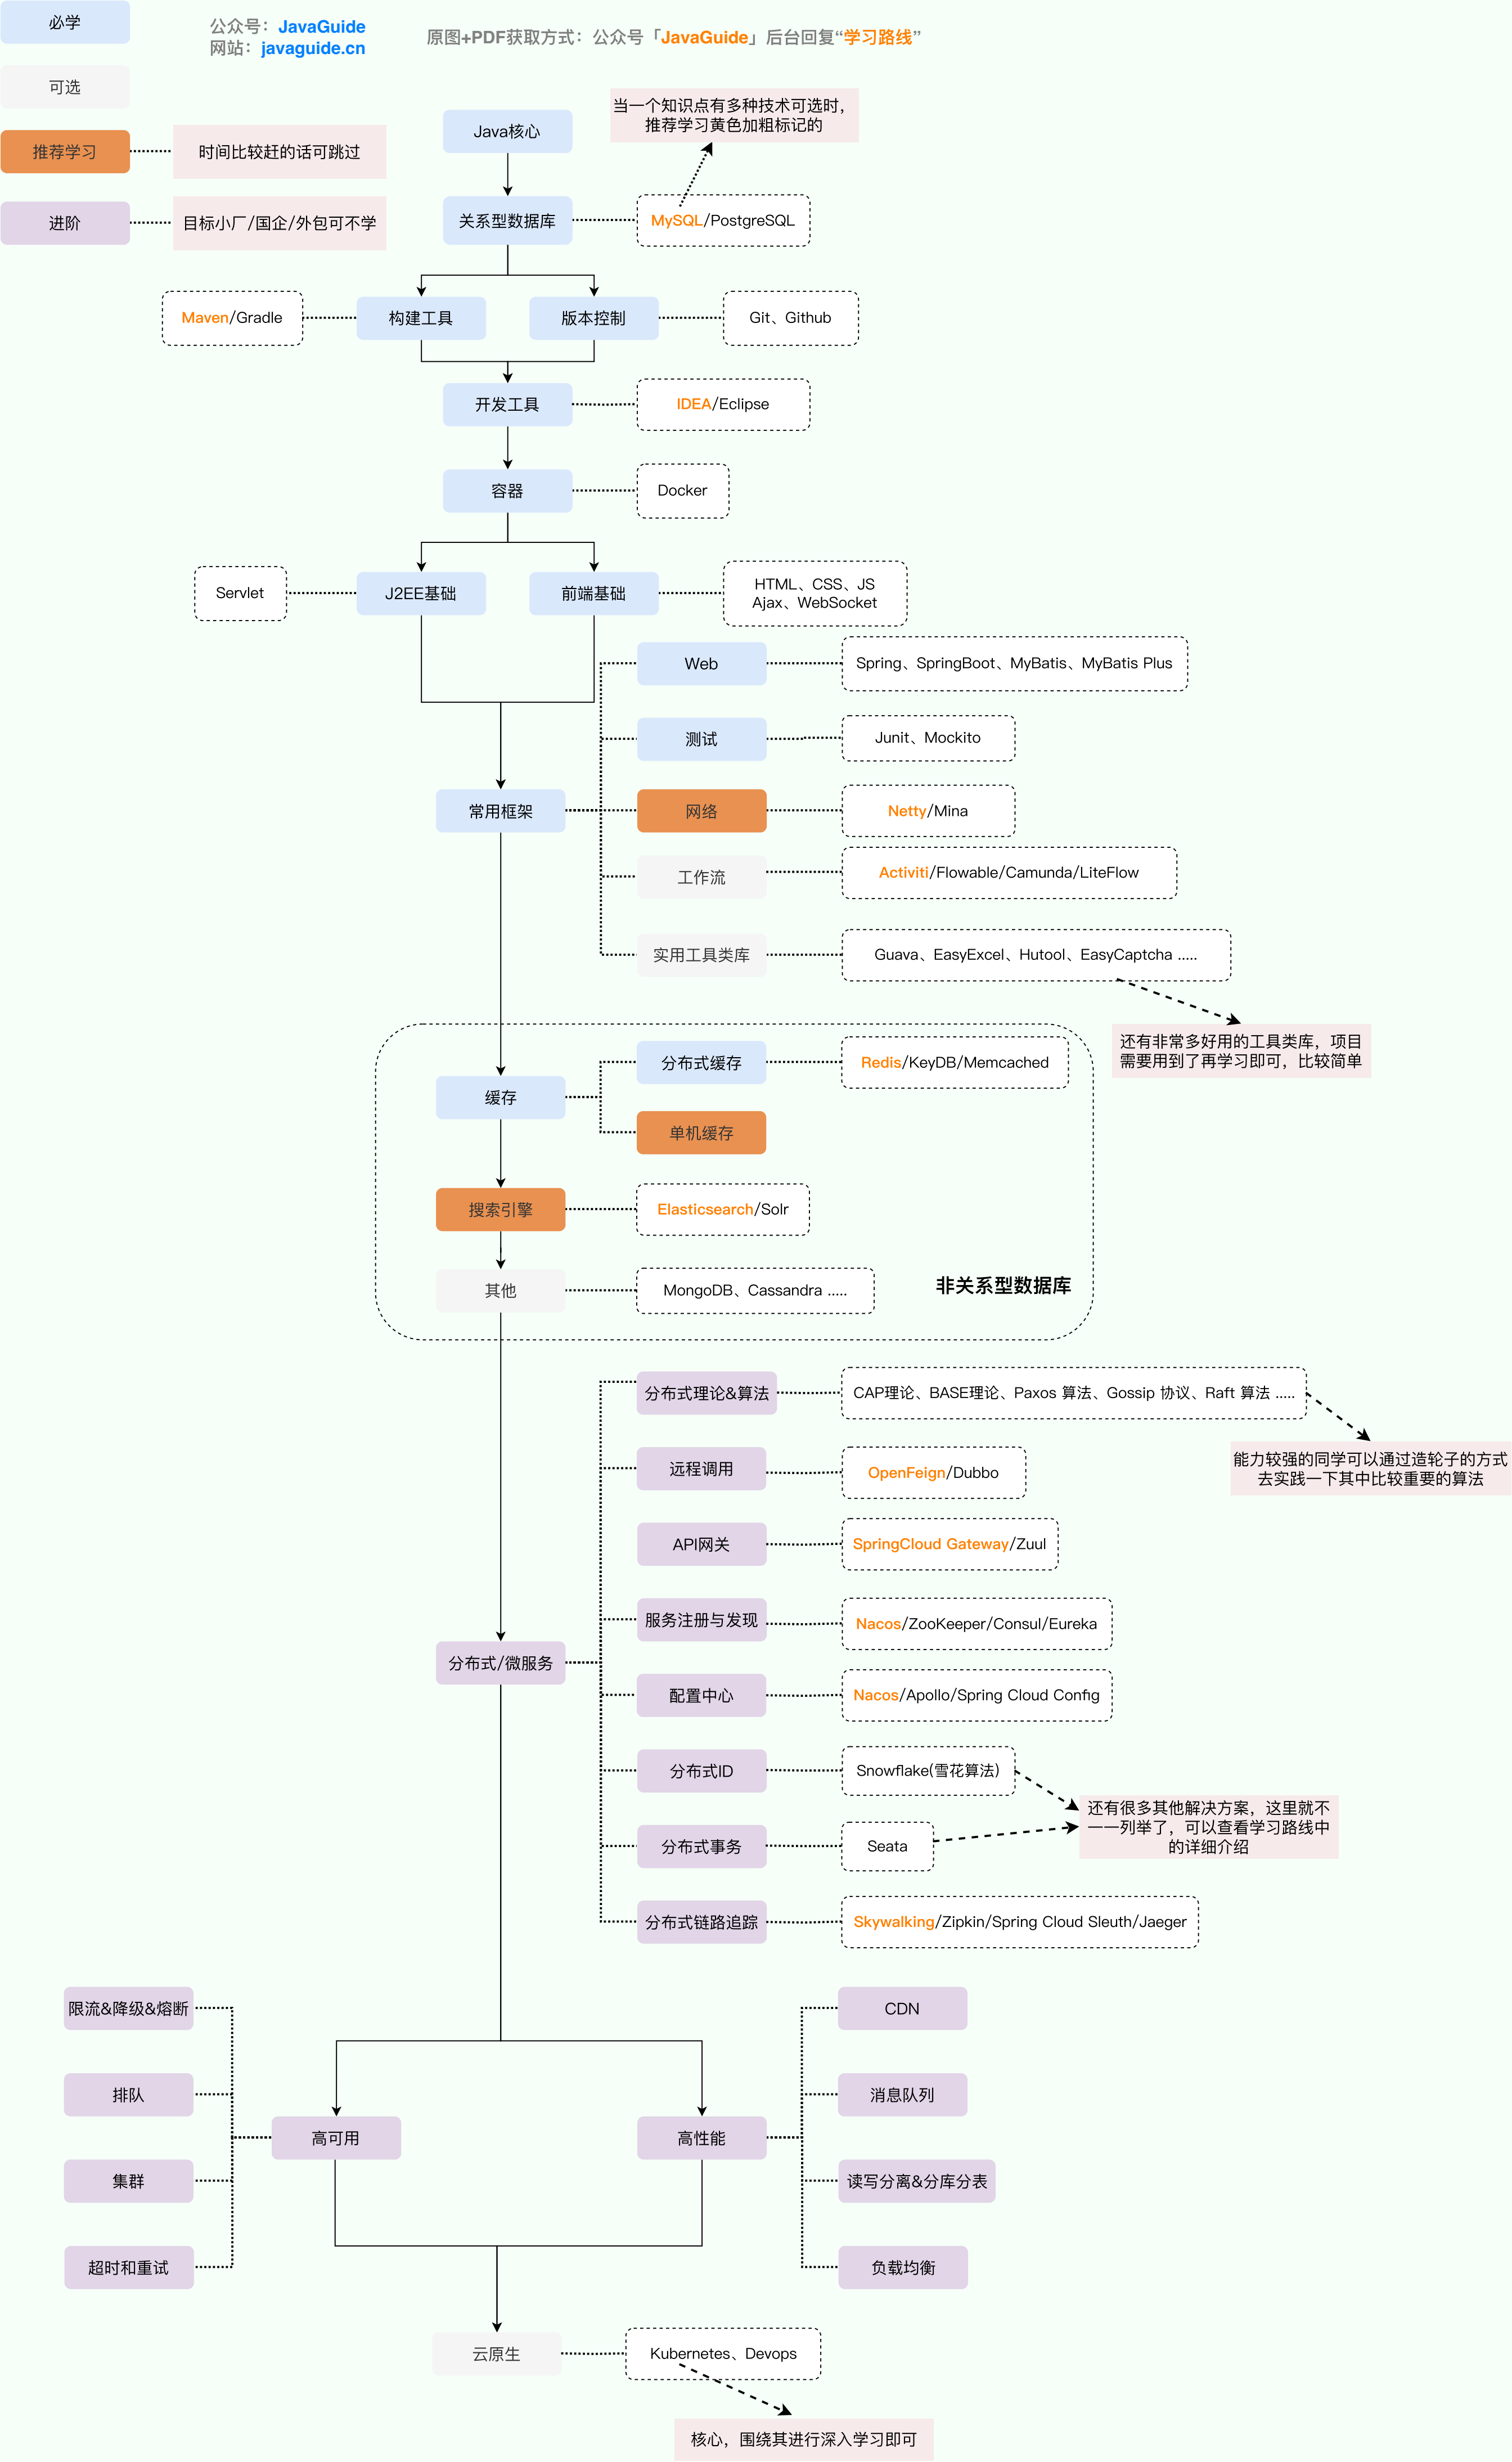 必学
公众号：JavaGuide
网站：javaguide.cn
原图+PDF获取方式：公众号「JavaGuide」后台回复“学习路线”
可选
推荐学习
时间比较赶的话可跳过
进阶
目标小厂/国企/外包可不学
当一个知识点有多种技术可选时，
推荐学习黄色加粗标记的
Java核心
关系型数据库
MySQL/PostgreSQL
Maven/Gradle
构建工具
版本控制
Git、Github
开发工具
IDEA/Eclipse
容器
Docker
Servlet
J2EE基础
前端基础
HTML、CSS、JS
Ajax、WebSocket
Web
Spring、SpringBoot、MyBatis、MyBatis Plus
测试
Junit、Mockito
常用框架
网络
Netty/Mina
工作流
Activiti/Flowable/Camunda/LiteFlow
实用工具类库
Guava、EasyExcel、Hutool、EasyCaptcha .....
还有非常多好用的工具类库，项目
需要用到了再学习即可，比较简单
分布式缓存
Redis/KeyDB/Memcached
缓存
单机缓存
搜索引擎
Elasticsearch/Solr
其他
MongoDB、Cassandra .....
非关系型数据库
分布式理论&算法
CAP理论、BASE理论、Paxos 算法、Gossip 协议、Raft 算法 .....
能力较强的同学可以通过造轮子的方式
去实践一下其中比较重要的算法
远程调用
OpenFeign/Dubbo
API网关
SpringCloud Gateway/Zuul
服务注册与发现
Nacos/ZooKeeper/Consul/Eureka
分布式/微服务
配置中心
Nacos/Apollo/Spring Cloud Config
分布式ID
Snowflake(雪花算法)
还有很多其他解决方案，这里就不
一一列举了，可以查看学习路线中
的详细介绍
分布式事务
Seata
分布式链路追踪
Skywalking/Zipkin/Spring Cloud Sleuth/Jaeger
限流&降级&熔断
CDN
排队
消息队列
高可用
高性能
集群
读写分离&分库分表
超时和重试
负载均衡
云原生
Kubernetes、Devops
核心，围绕其进行深入学习即可